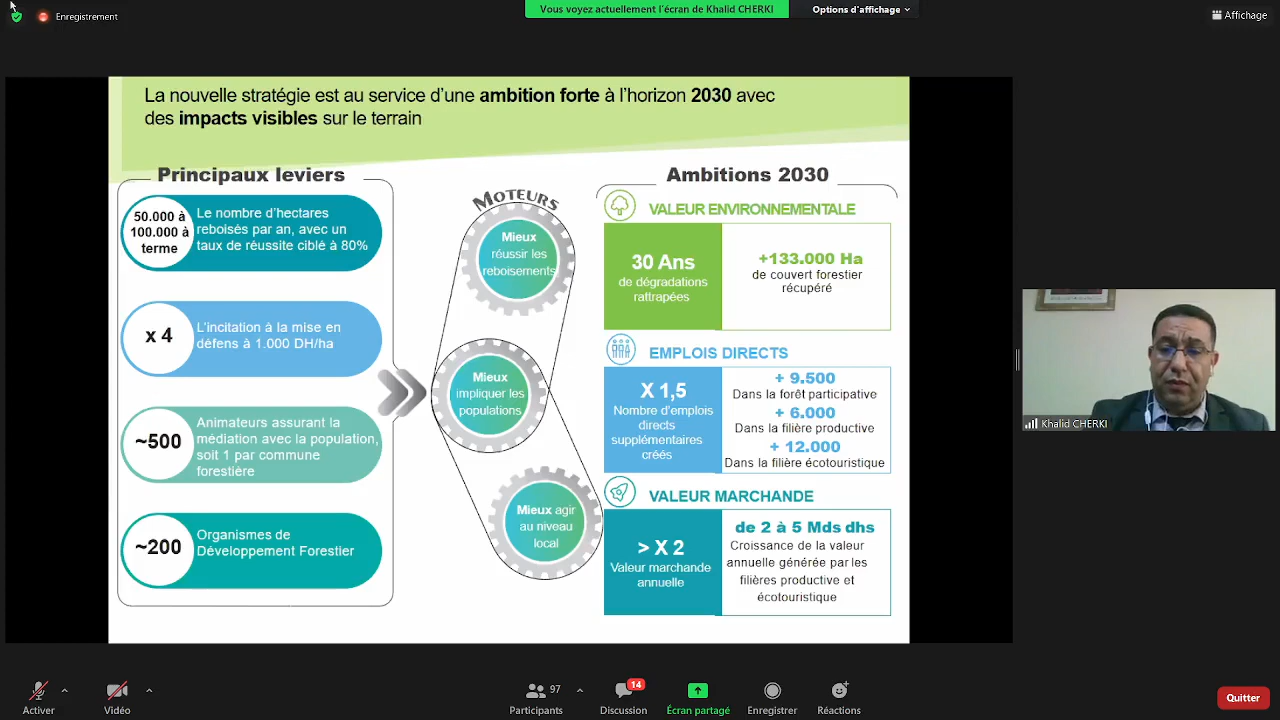 Enregistrement
Vous voyez actuellement l'écran de Khalid CHERKI
Options d'affichage
Affichage
La nouvelle stratégie est au service d'une ambition forte à l'horizon 2030 avec
des impacts visibles sur le terrain
Principaux leviers
50.000 à
100.000 à
terme
Le nombre d'hectares
reboisés par an, avec un
taux de réussite ciblé à 80%
x 4
L'incitation à la mise en
défens à 1.000 DH/ha
~500
Animateurs assurant la
médiation avec la population,
soit 1 par commune
forestière
~200
Organismes de
Développement Forestier
MOTEURS
Mieux
réussir les
reboisements
Mieux
impliquer les
populations
Mieux agir
au niveau
local
Ambitions 2030
VALEUR ENVIRONNEMENTALE
30 Ans
de dégradations
rattrapées
+133.000 Ha
de couvert forestier
récupéré
EMPLOIS DIRECTS
X 1,5
Nombre d'emplois
directs
supplémentaires
créés
+ 9.500
Dans la forêt participative
+ 6.000
Dans la filière productive
+ 12.000
Dans la filière écotouristique
VALEUR MARCHANDE
> X 2
Valeur marchande
annuelle
de 2 à 5 Mds dhs
Croissance de la valeur
annuelle générée par les
filières productive et
écotouristique
Khalid CHERKI
Activer
Vidéo
97
Participants
14
Discussion
Écran partagé
Enregistrer
Réactions
Quitter